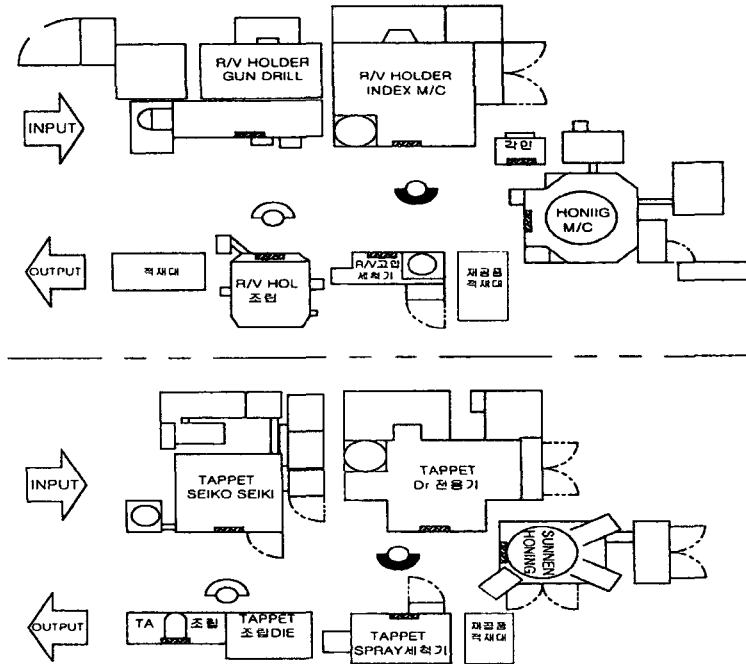 R/V HOLDER
GUN DRILL
R/V HOLDER
INDEX M/C
INPUT
각인
HONIIG
M/C
OUTPUT
적재대
R/V HOL
조립
R/V고압
세척기
재공품
적재대
INPUT
TAPPET
SEIKO SEIKI
TAPPET
Dr 전용기
SUNNEN
HONING
OUTPUT
TA 조립
TAPPET
조립DIE
TAPPET
SPRAY세척기
재공품
적재대